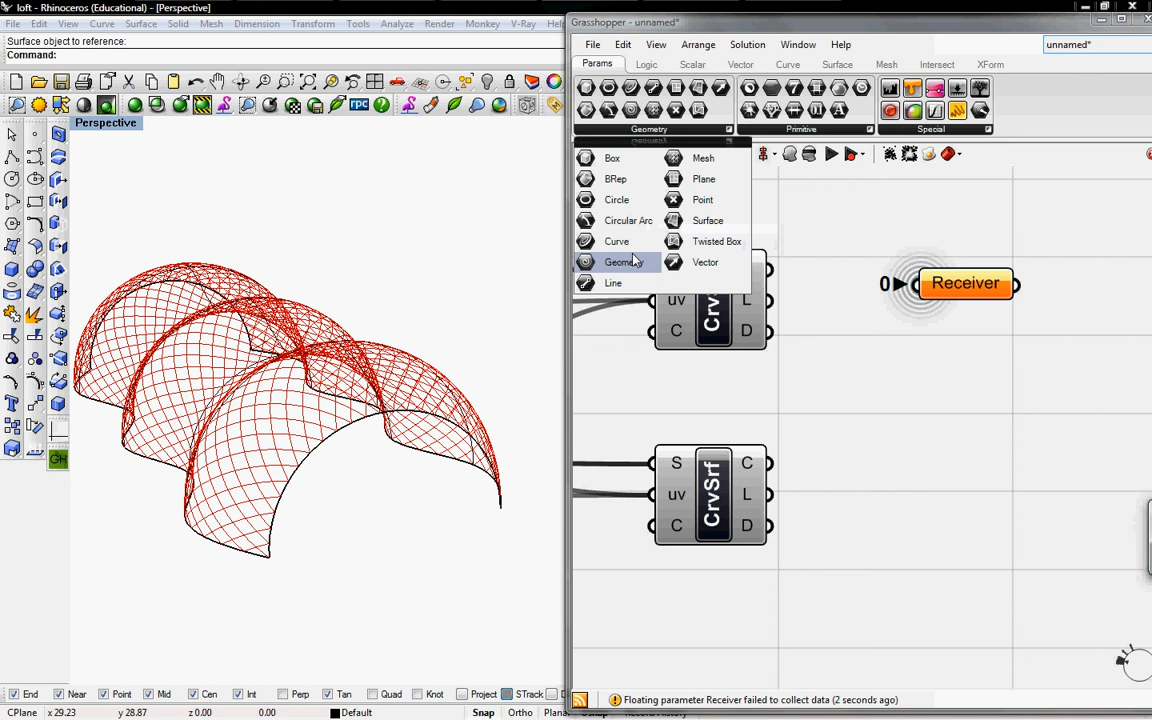 loft - Rhinoceros (Educational) - [Perspective]
File Edit View Curve Surface Solid Mesh Dimension Transform Tools Analyze Render Monkey V-Ray Help
Surface object to reference:
Command:
rpc
Perspective
GH
Grasshopper - unnamed*
File Edit View Arrange Solution Window Help
unnamed*
Params Logic Scalar Vector Curve Surface Mesh Intersect XForm
Geometry Primitive Special
Geometry
Box Mesh
BRep Plane
Circle Point
Circular Arc Surface
Curve Twisted Box
Geometry Vector
Line
0 Receiver
uv L
C D
CrvSrf
S C
uv L
C D
CrvSrf
Floating parameter Receiver failed to collect data (2 seconds ago)
End Near Point Mid Cen Int Perp Tan Quad Knot Project STrack
CPlane x 29.23 y 28.87 z 0.00 0.00 Default Snap Ortho Planar